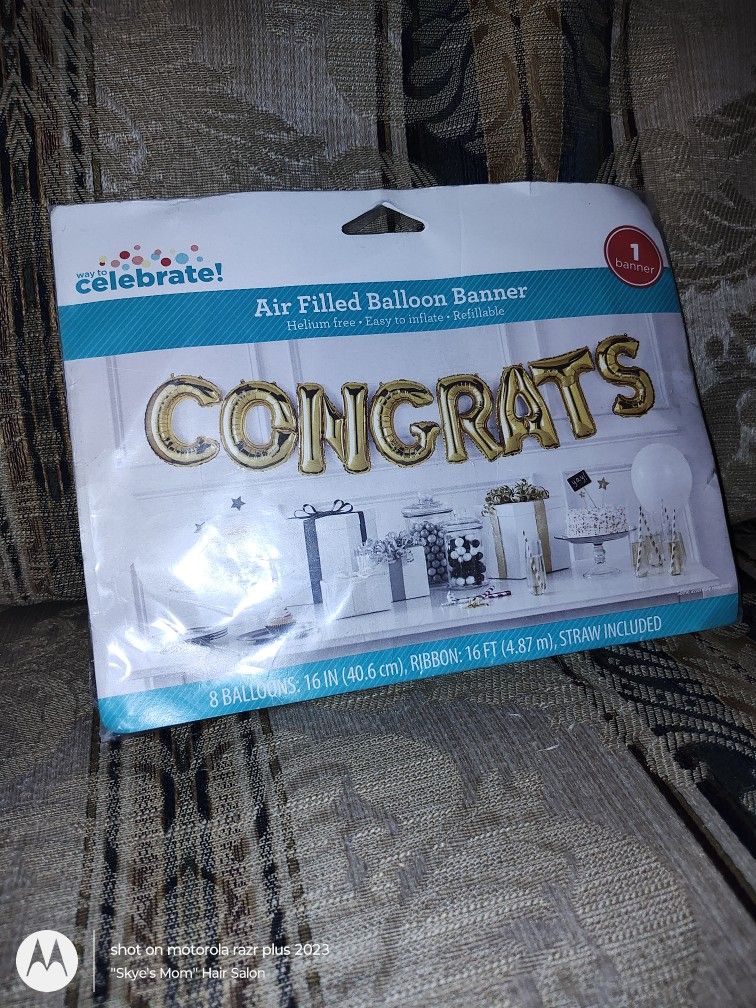 way to
celebrate!
1
banner
Air Filled Balloon Banner
Helium free • Easy to inflate • Refillable
CONGRATS
8 BALLOONS: 16 IN (40.6 cm), RIBBON: 16 FT (4.87 m), STRAW INCLUDED
shot on motorola razr plus 2023
"Skye's Mom" Hair Salon